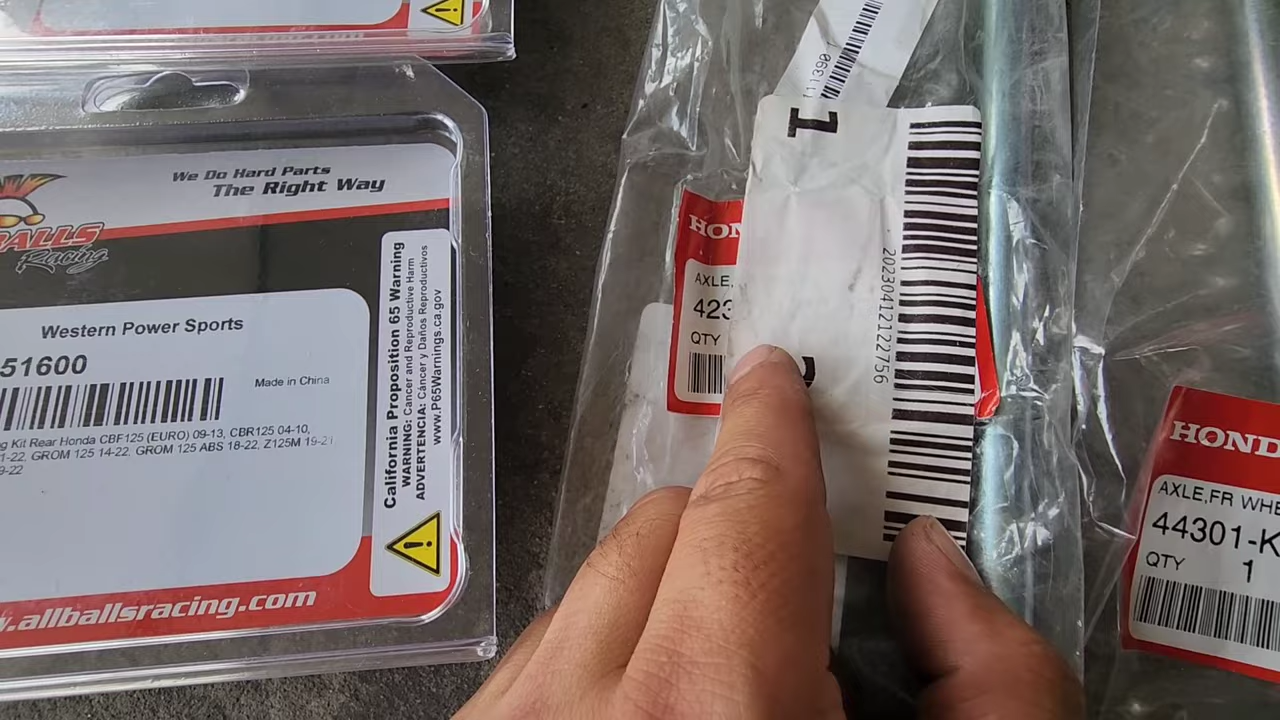 We Do Hard Parts
The Right Way
BALLS
Racing
Western Power Sports
51600
Made in China
Kit Rear Honda CBF125 (EURO) 09-13, CBR125 04-10,
1-22, GROM 125 14-22, GROM 125 ABS 18-22, Z125M 19-21
9-22
California Proposition 65 Warning
WARNING: Cancer and Reproductive Harm
ADVERTENCIA: Cáncer y Daños Reproductivos
www.P65Warnings.ca.gov
.allballsracing.com
111390
1
20230412122756
HON
AXLE,
423
QTY
HOND
AXLE,FR WHE
44301-K
QTY 1